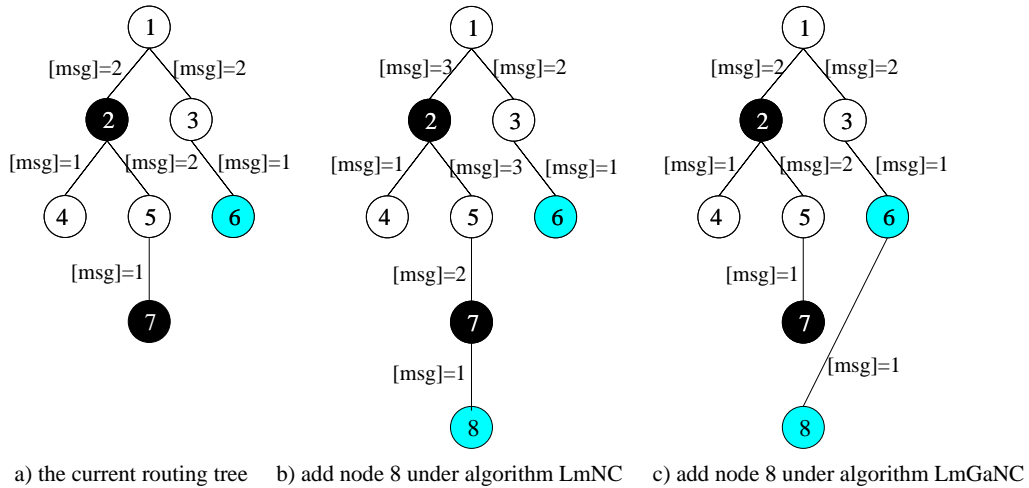 1
[msg]=2 [msg]=2
2 3
[msg]=1 [msg]=2 [msg]=1
4 5 6
[msg]=1
7
a) the current routing tree
1
[msg]=3 [msg]=2
2 3
[msg]=1 [msg]=3 [msg]=1
4 5 6
[msg]=2
7
[msg]=1
8
b) add node 8 under algorithm LmNC
1
[msg]=2 [msg]=2
2 3
[msg]=1 [msg]=2 [msg]=1
4 5 6
[msg]=1
7
[msg]=1
8
c) add node 8 under algorithm LmGaNC